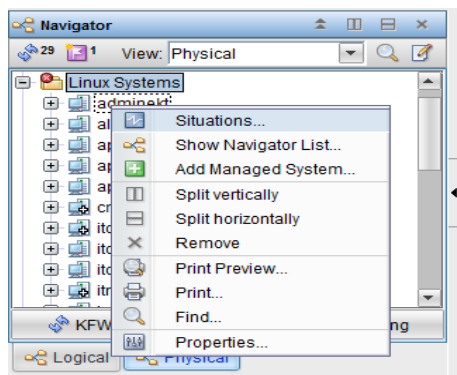 Navigator
29 1 View: Physical
Linux Systems
adminekt
al
ap
ap
ap
cr
itc
itc
itc
itr
Situations...
Show Navigator List...
Add Managed System...
Split vertically
Split horizontally
Remove
Print Preview...
Print...
Find...
Properties...
KFW
ng
Logical
Physical